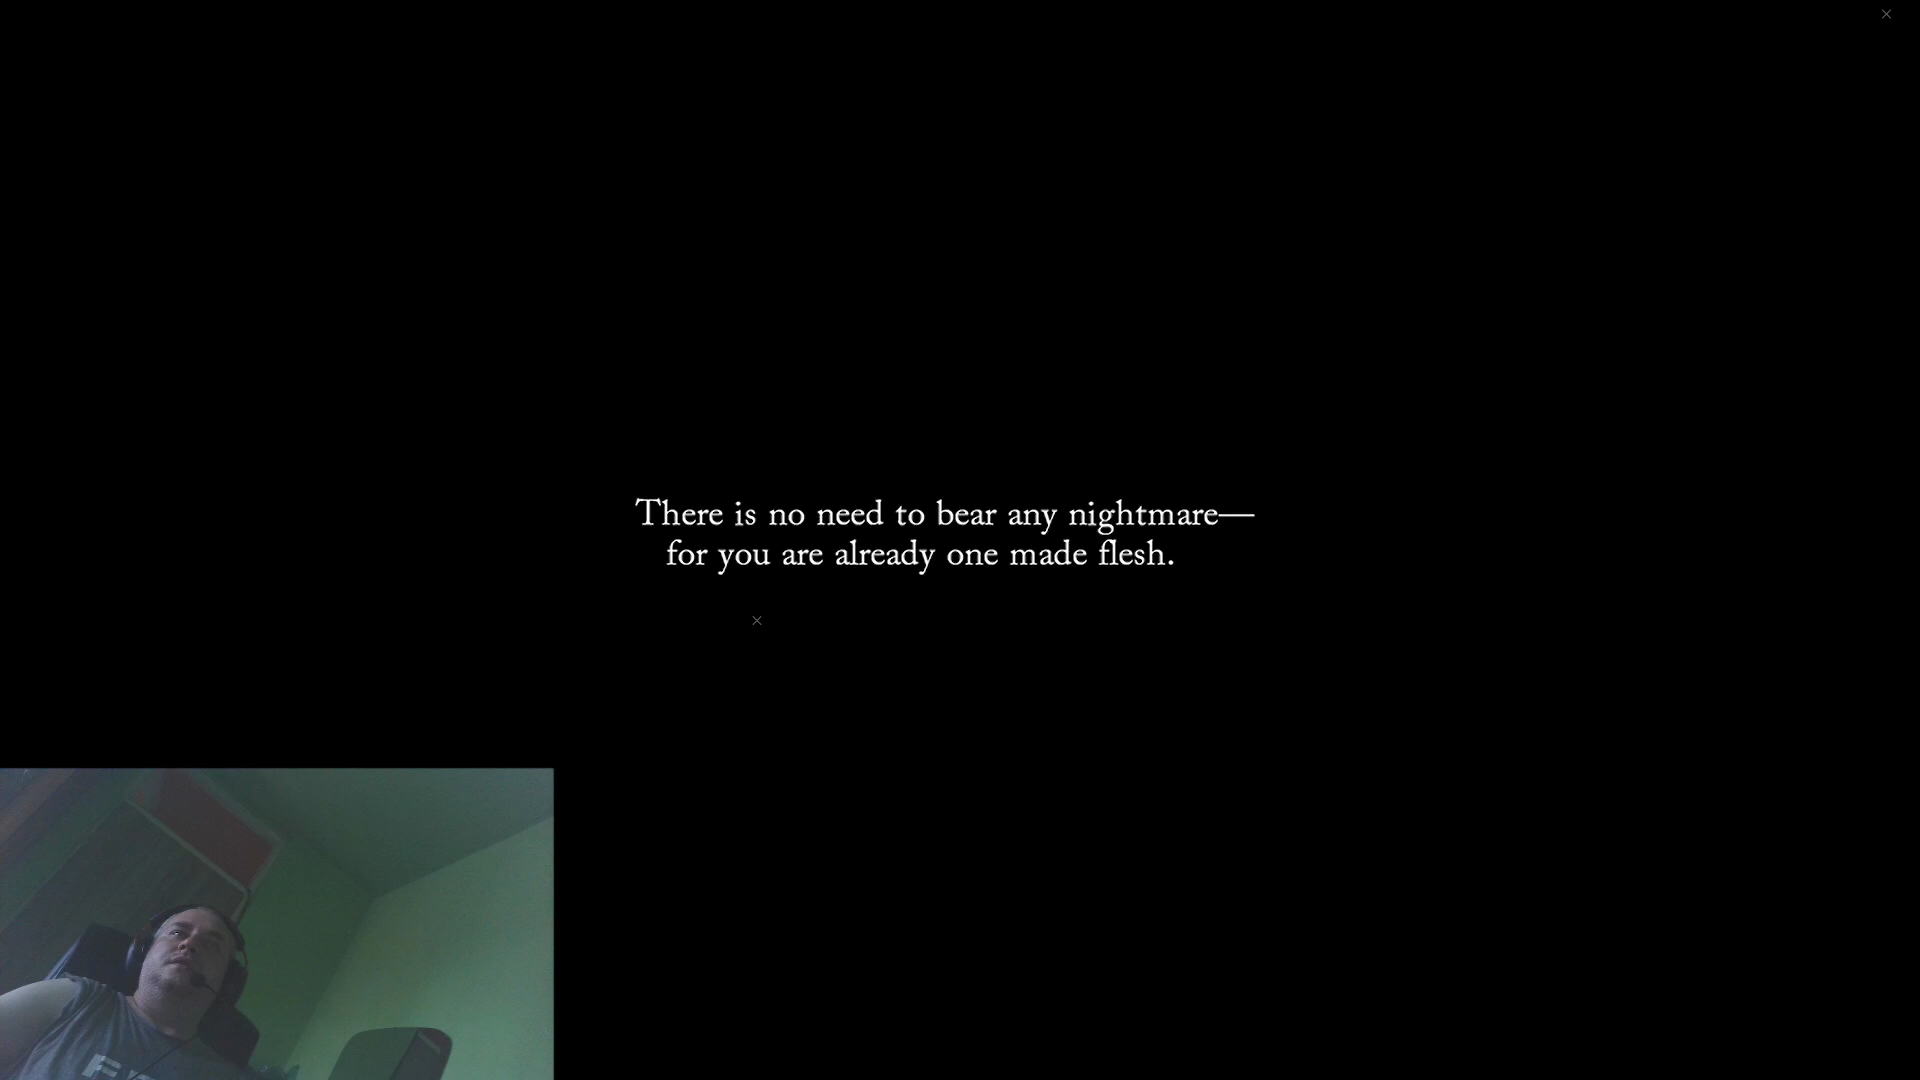 There is no need to bear any nightmare—
for you are already one made flesh.